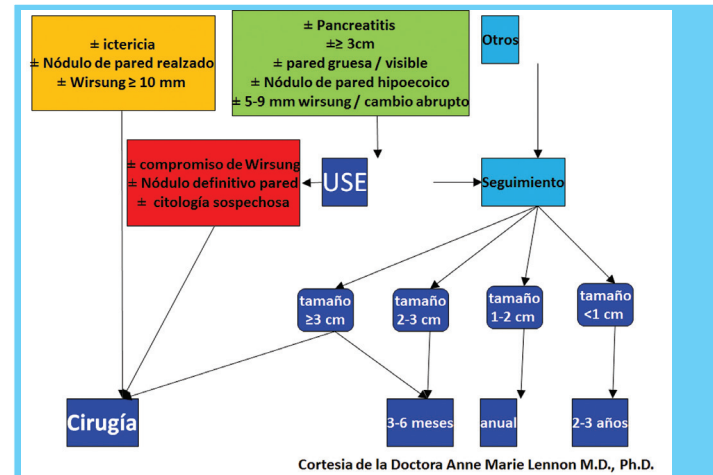 ± ictericia
± Nódulo de pared realzado
± Wirsung ≥ 10 mm
± Pancreatitis
±≥ 3cm
± pared gruesa / visible
± Nódulo de pared hipoecoico
± 5-9 mm wirsung / cambio abrupto
Otros
± compromiso de Wirsung
± Nódulo definitivo pared
± citología sospechosa
USE
Seguimiento
tamaño
≥3 cm
tamaño
2-3 cm
tamaño
1-2 cm
tamaño
<1 cm
Cirugía
3-6 meses
anual
2-3 años
Cortesia de la Doctora Anne Marie Lennon M.D., Ph.D.